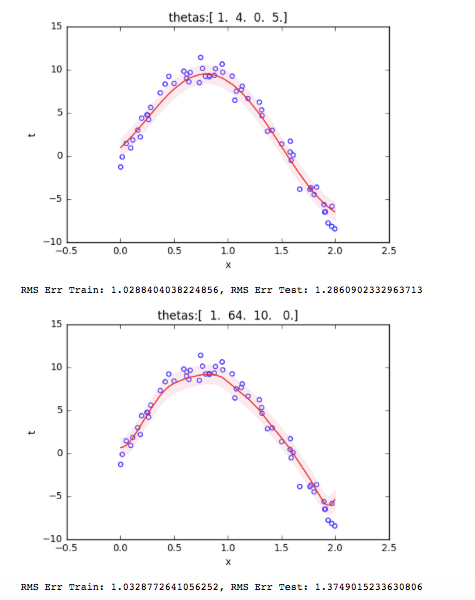 thetas:[ 1. 4. 0. 5.]
15
10
5
0
−5
−10
t
−0.5 0.0 0.5 1.0 1.5 2.0 2.5
x
RMS Err Train: 1.0288404038224856, RMS Err Test: 1.2860902332963713
thetas:[ 1. 64. 10. 0.]
15
10
5
0
−5
−10
t
−0.5 0.0 0.5 1.0 1.5 2.0 2.5
x
RMS Err Train: 1.0328772641056252, RMS Err Test: 1.3749015233630806